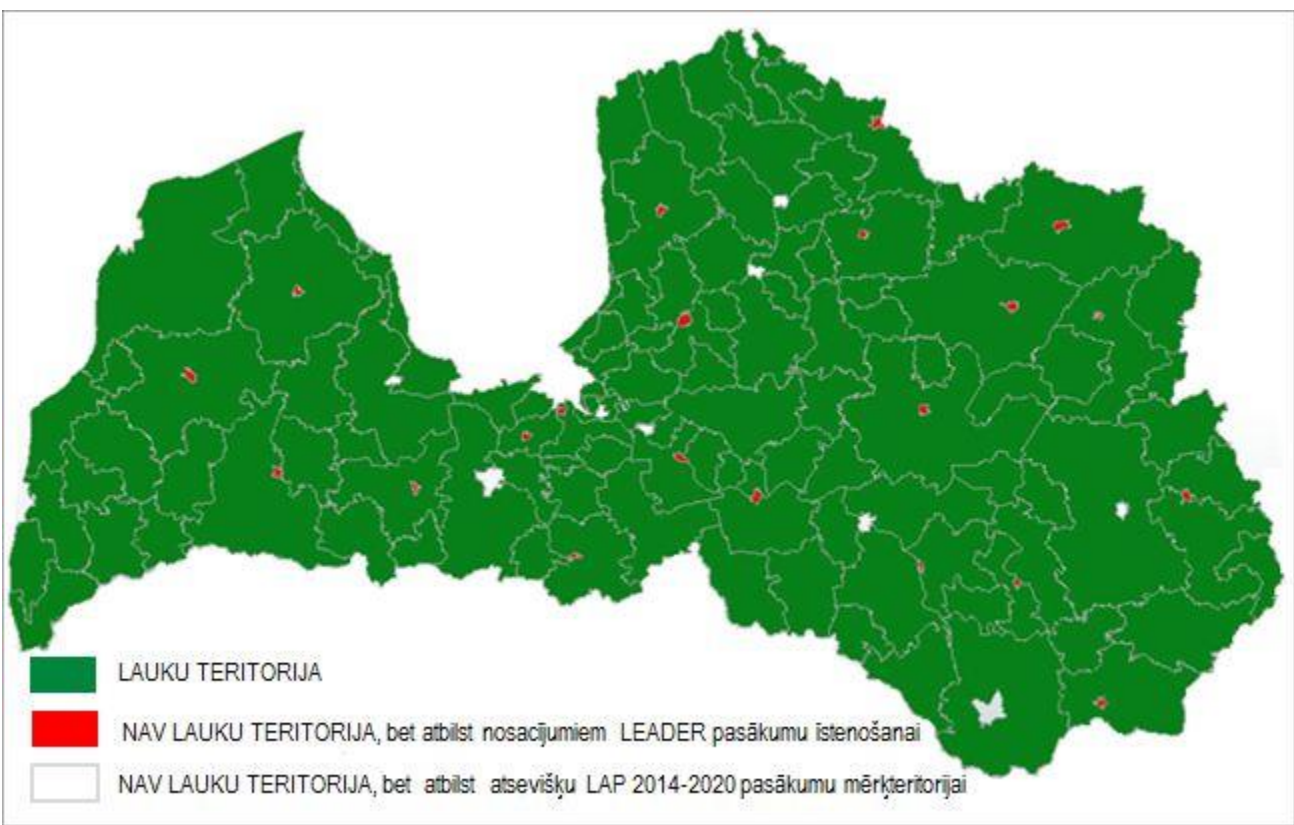 LAUKU TERITORIJA
NAV LAUKU TERITORIJA, bet atbilst nosacījumiem LEADER pasākumu īstenošanai
NAV LAUKU TERITORIJA, bet atbilst atsevišķu LAP 2014-2020 pasākumu mērķteritorijai